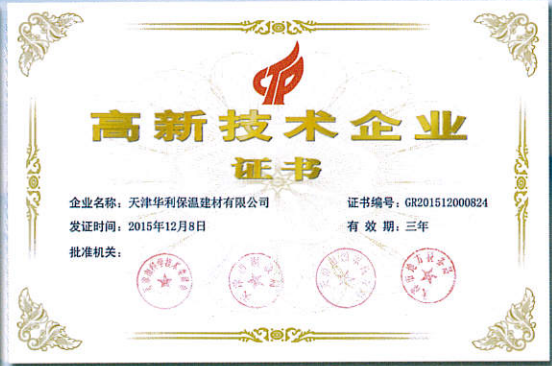 高新技术企业
证书
企业名称：天津华利保温建材有限公司
证书编号：GR201512000824
发证时间：2015年12月8日
有效期：三年
批准机关：